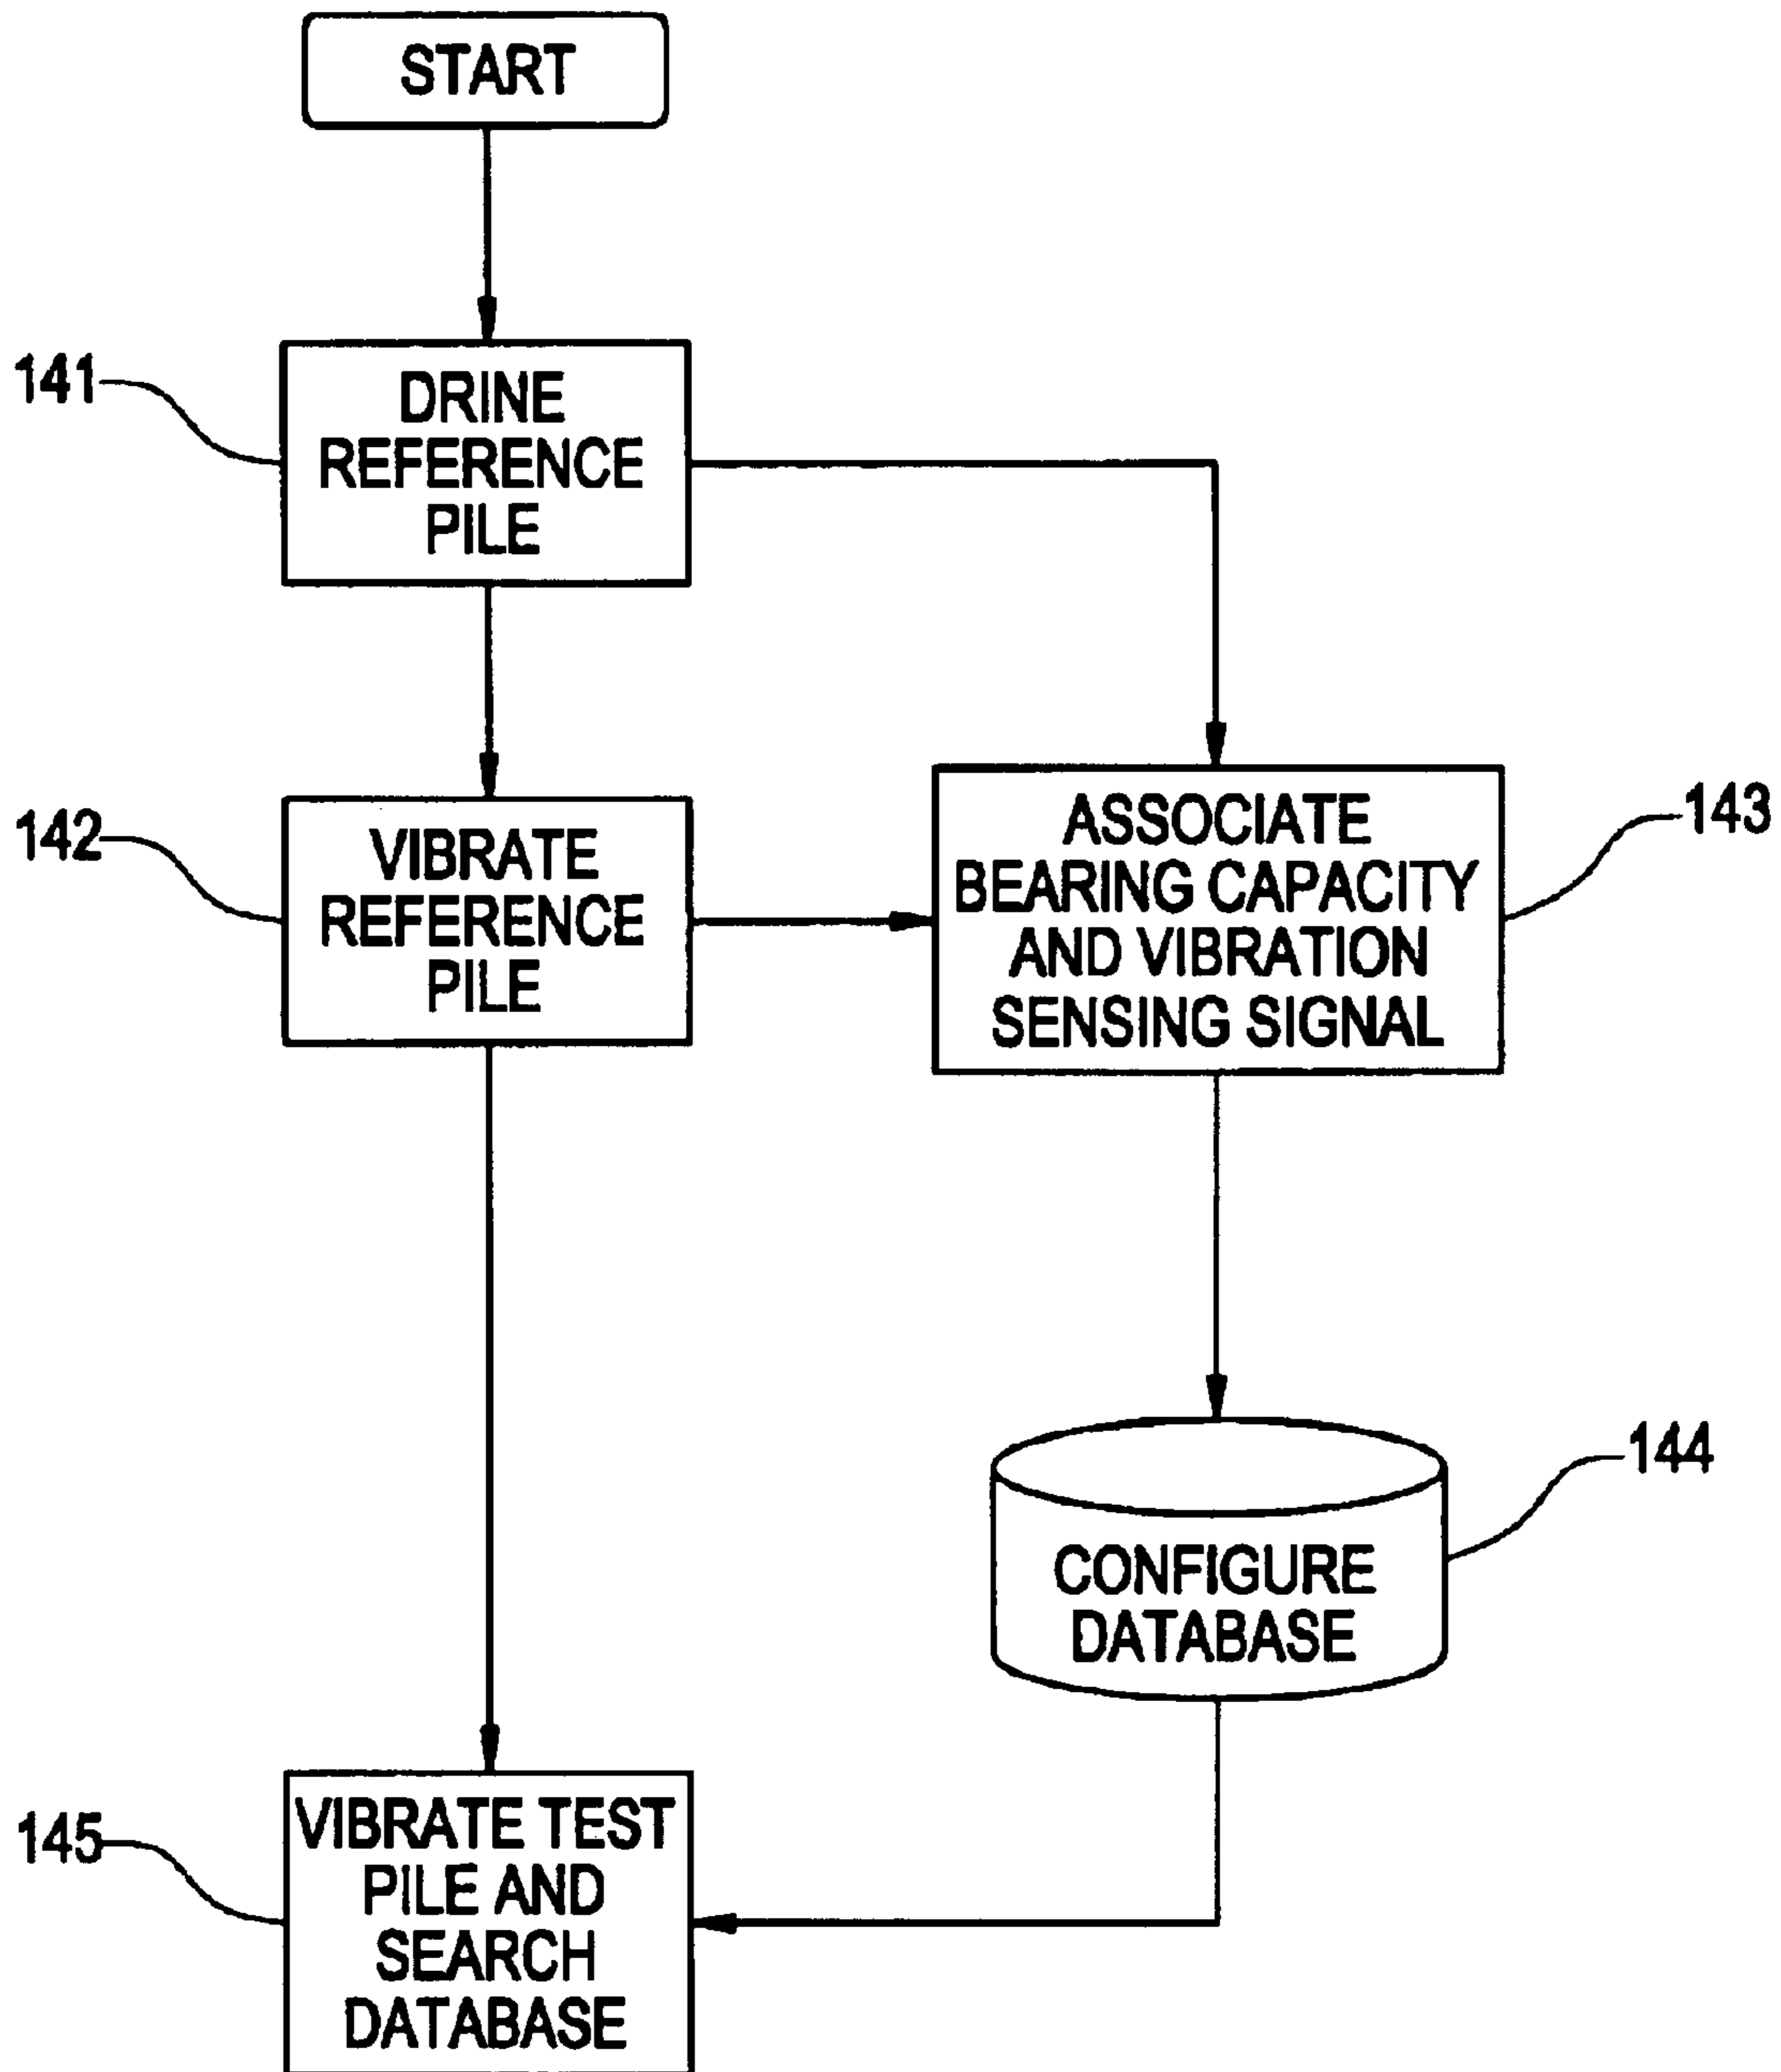 START
141
DRINE
REFERENCE
PILE
142
VIBRATE
REFERENCE
PILE
ASSOCIATE
BEARING CAPACITY
AND VIBRATION
SENSING SIGNAL
143
CONFIGURE
DATABASE
144
145
VIBRATE TEST
PILE AND
SEARCH
DATABASE